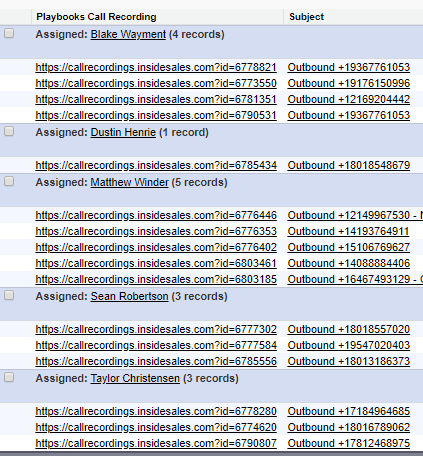 Playbooks Call Recording Subject
Assigned: Blake Wayment (4 records)
https://callrecordings.insidesales.com?id=6778821 Outbound +19367761053
https://callrecordings.insidesales.com?id=6773550 Outbound +19176150996
https://callrecordings.insidesales.com?id=6781351 Outbound +12169204442
https://callrecordings.insidesales.com?id=6790531 Outbound +19367761053
Assigned: Dustin Henrie (1 record)
https://callrecordings.insidesales.com?id=6785434 Outbound +18018548679
Assigned: Matthew Winder (5 records)
https://callrecordings.insidesales.com?id=6776446 Outbound +12149967530 -
https://callrecordings.insidesales.com?id=6776353 Outbound +14193764911
https://callrecordings.insidesales.com?id=6776402 Outbound +15106769627
https://callrecordings.insidesales.com?id=6803461 Outbound +14088884406
https://callrecordings.insidesales.com?id=6803185 Outbound +16467493129 -
Assigned: Sean Robertson (3 records)
https://callrecordings.insidesales.com?id=6777302 Outbound +18018557020
https://callrecordings.insidesales.com?id=6777584 Outbound +19547020403
https://callrecordings.insidesales.com?id=6785556 Outbound +18013186373
Assigned: Taylor Christensen (3 records)
https://callrecordings.insidesales.com?id=6778280 Outbound +17184964685
https://callrecordings.insidesales.com?id=6774620 Outbound +18016789062
https://callrecordings.insidesales.com?id=6790807 Outbound +17812468975